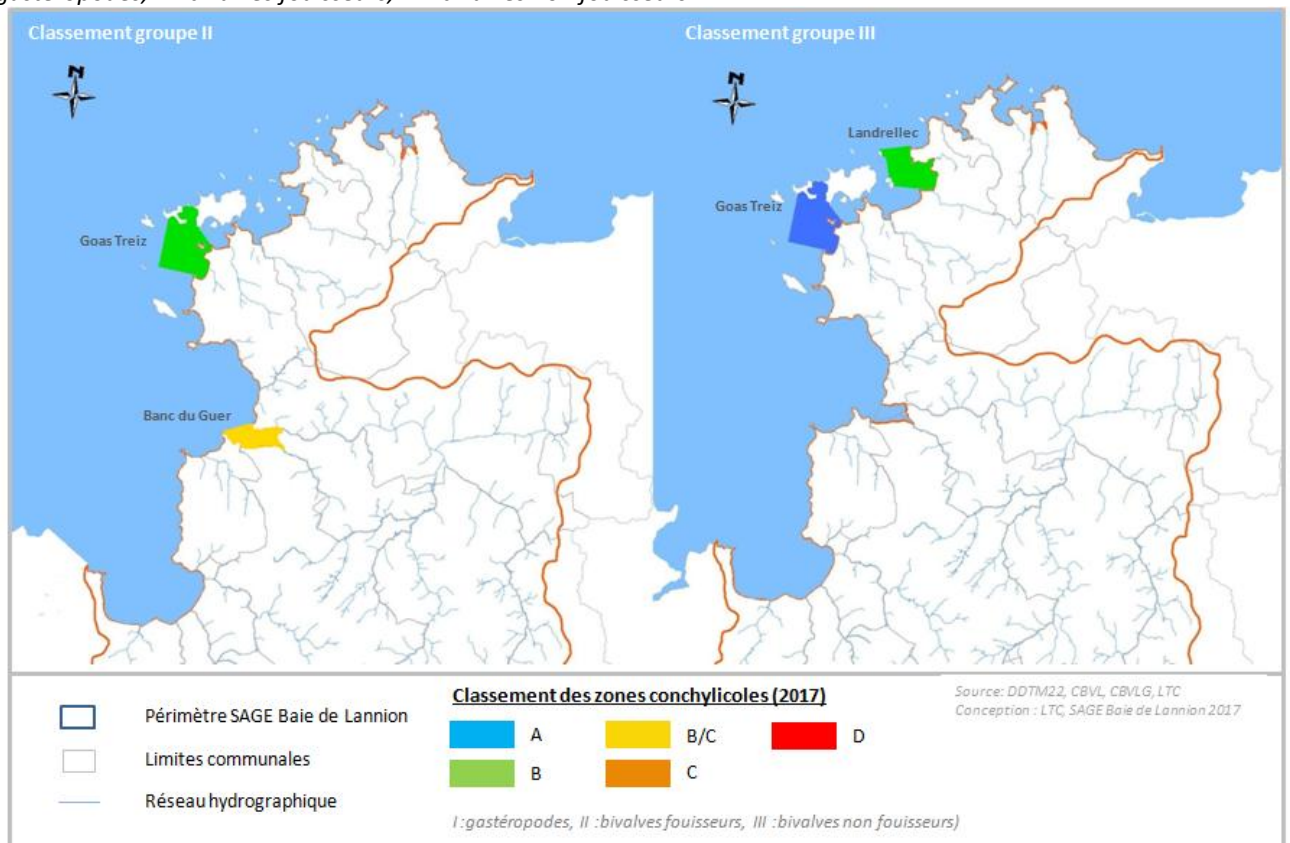 Classement groupe II
Classement groupe III
N
N
Landrellec
Goas Treiz
Goas Treiz
Banc du Guer
Périmètre SAGE Baie de Lannion
Limites communales
Réseau hydrographique
Classement des zones conchylicoles (2017)
A
B/C
D
B
C
Source: DDTM22, CBVL, CBVLG, LTC
Conception : LTC, SAGE Baie de Lannion 2017
I :gastéropodes, II :bivalves fouisseurs, III :bivalves non fouisseurs)